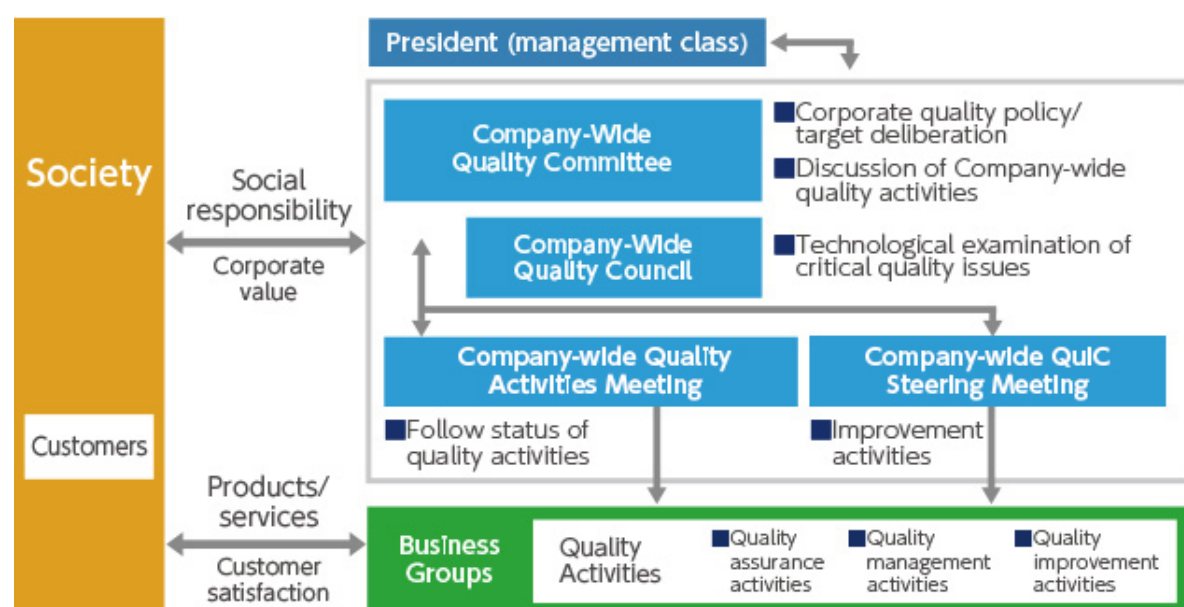 President (management class)
Society
Customers
Social
responsibility
Corporate
value
Company-Wide
Quality Committee
■Corporate quality policy/
target deliberation
■Discussion of Company-wide
quality activities
Company-Wide
Quality Council
■Technological examination of
critical quality issues
Company-wide Quality
Activities Meeting
■Follow status of
quality activities
Company-wide QuIC
Steering Meeting
■Improvement
activities
Products/
services
Customer
satisfaction
Business
Groups
Quality
Activities
■Quality
assurance
activities
■Quality
management
activities
■Quality
improvement
activities